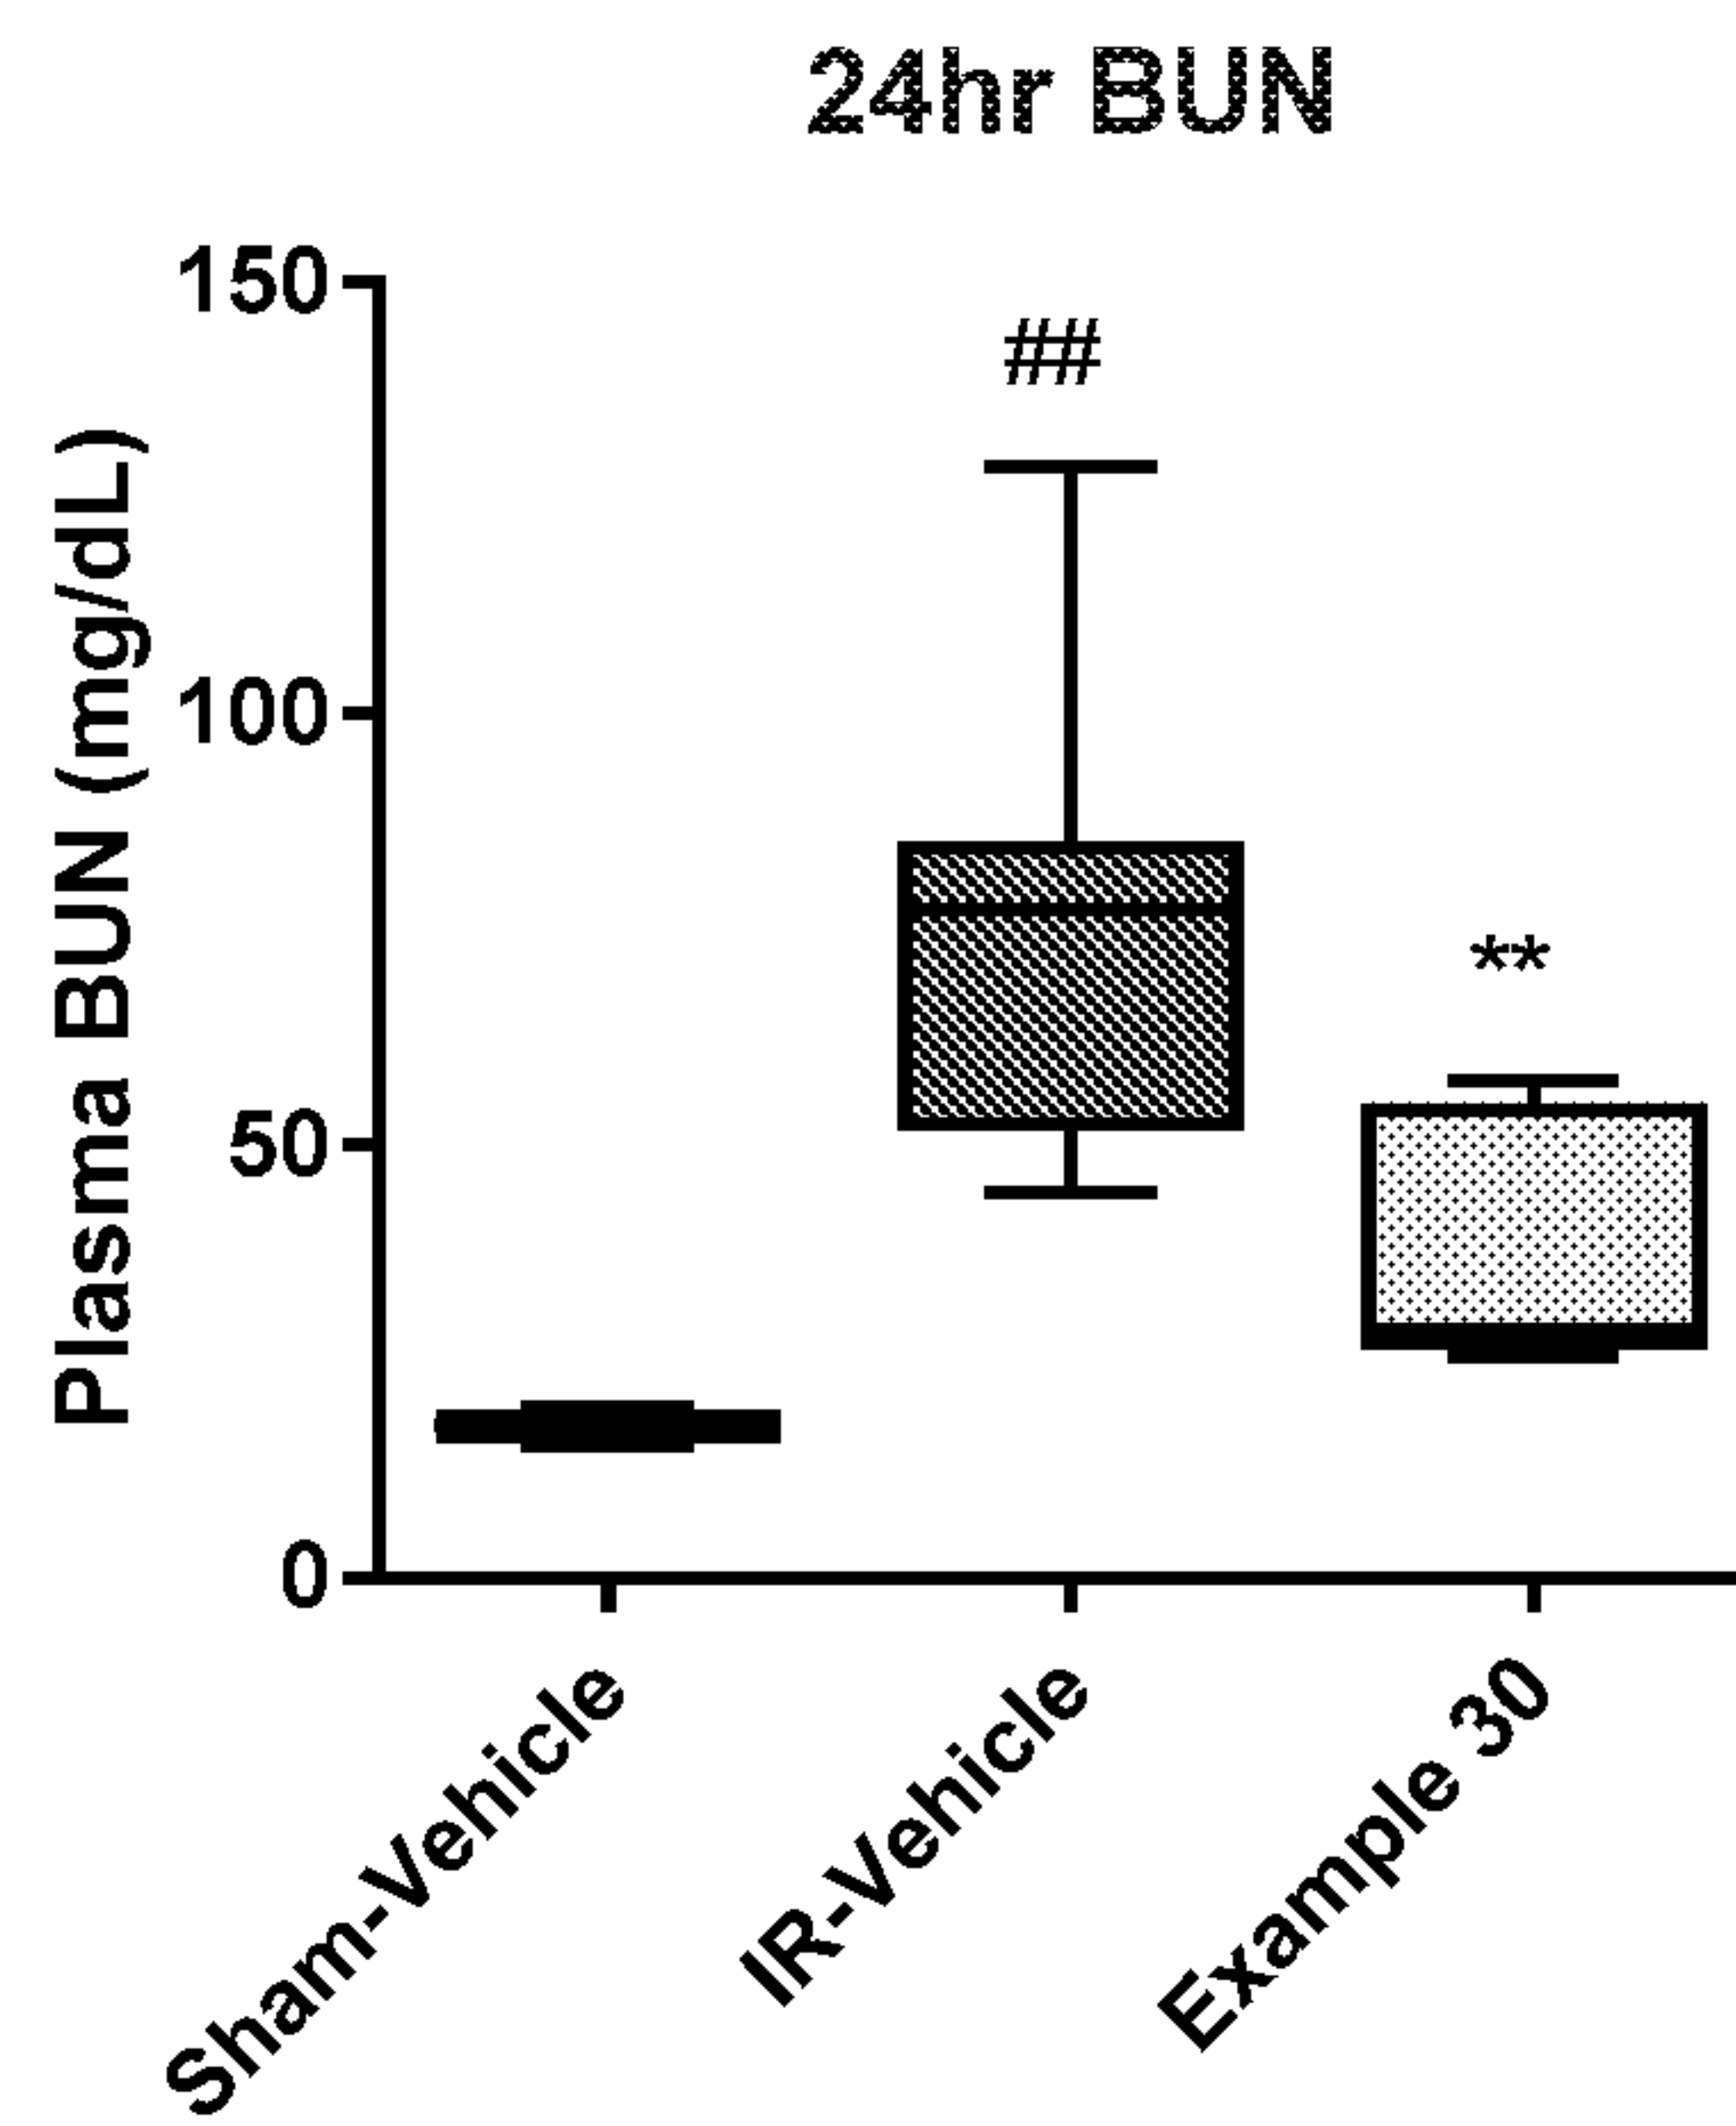 24hr BUN
Plasma BUN (mg/dL)
150
##
100
**
50
0
Sham-Vehicle
IR-Vehicle
Example 30